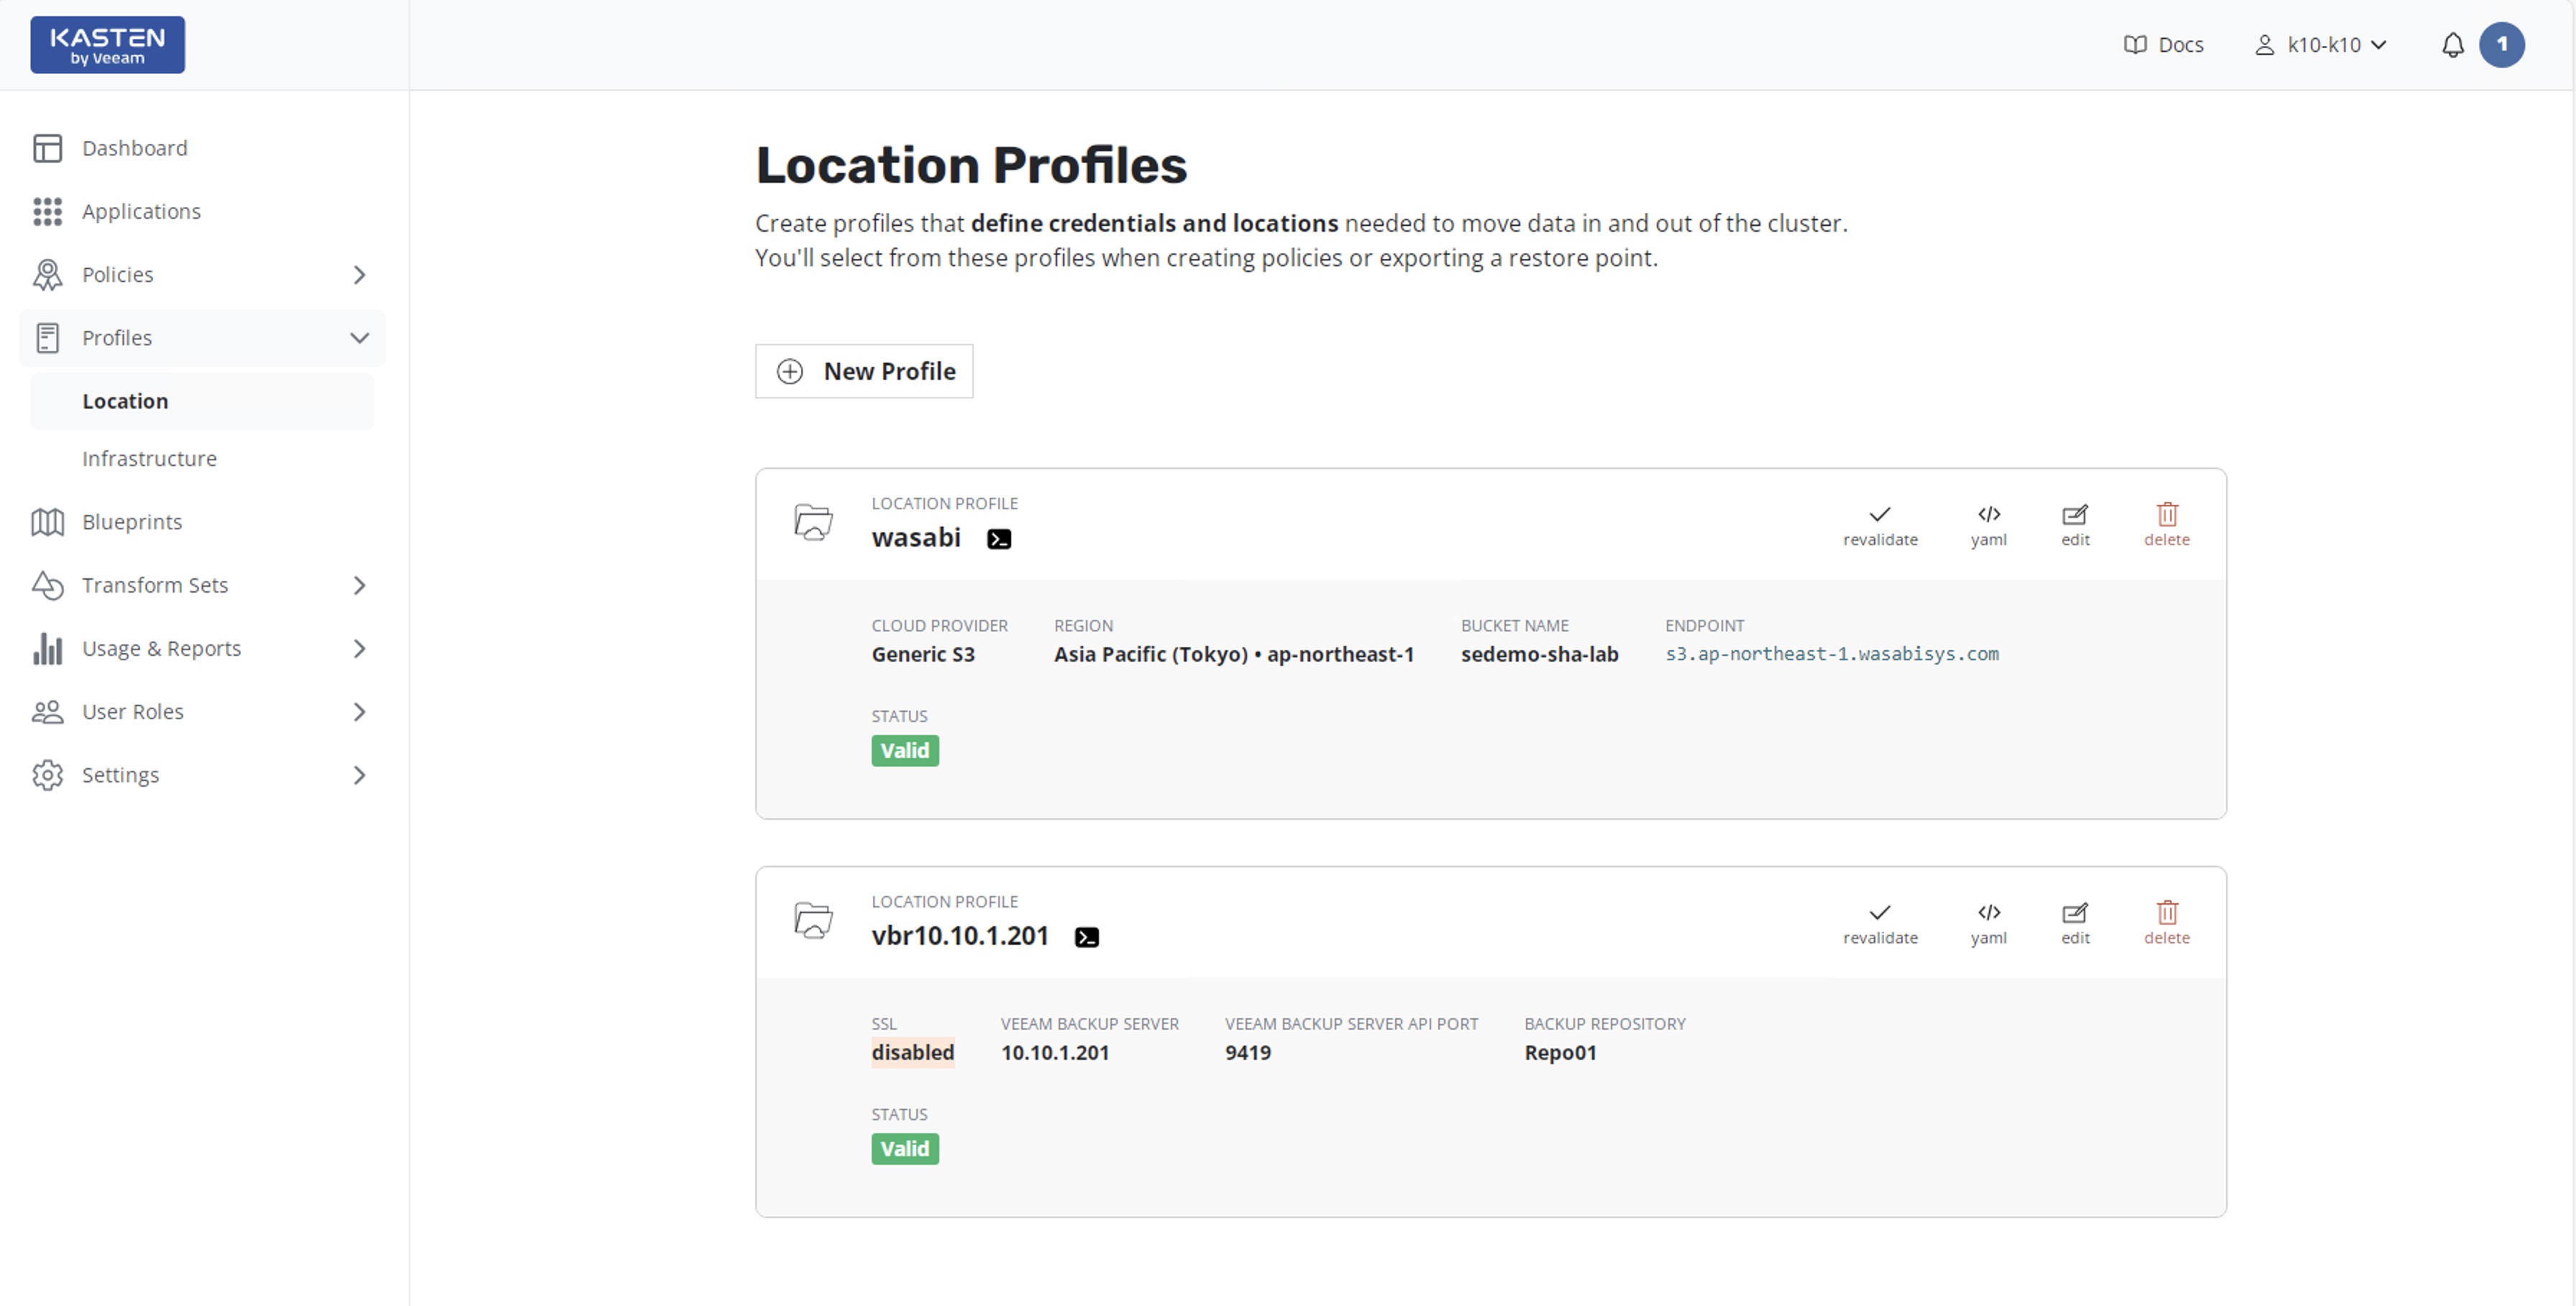 KASTEN
by Veeam
Docs
k10-k10
1
Dashboard
Applications
Policies
Profiles
Location
Infrastructure
Blueprints
Transform Sets
Usage & Reports
User Roles
Settings
Location Profiles
Create profiles that define credentials and locations needed to move data in and out of the cluster.
You'll select from these profiles when creating policies or exporting a restore point.
New Profile
LOCATION PROFILE
wasabi
revalidate
yaml
edit
delete
CLOUD PROVIDER
Generic S3
REGION
Asia Pacific (Tokyo) • ap-northeast-1
BUCKET NAME
sedemo-sha-lab
ENDPOINT
s3.ap-northeast-1.wasabisys.com
STATUS
Valid
LOCATION PROFILE
vbr10.10.1.201
revalidate
yaml
edit
delete
SSL
disabled
VEEAM BACKUP SERVER
10.10.1.201
VEEAM BACKUP SERVER API PORT
9419
BACKUP REPOSITORY
Repo01
STATUS
Valid